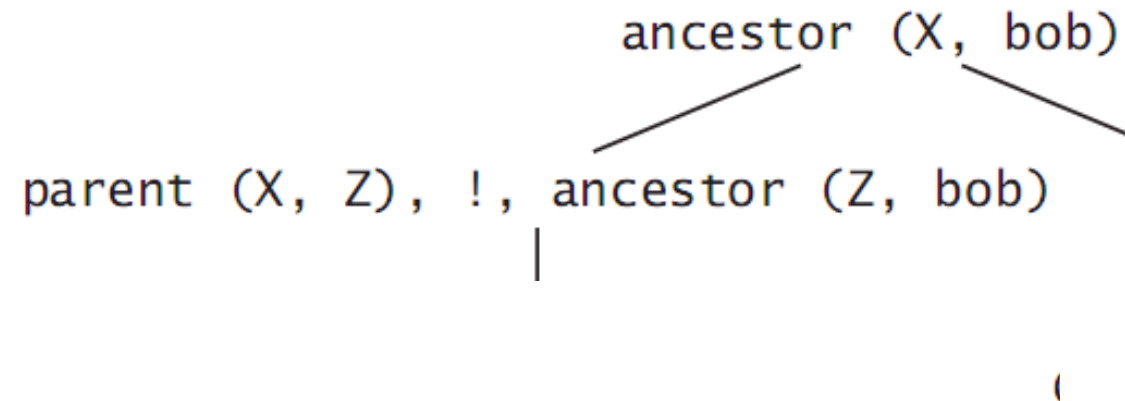 ancestor (X, bob)
parent (X, Z), !, ancestor (Z, bob)